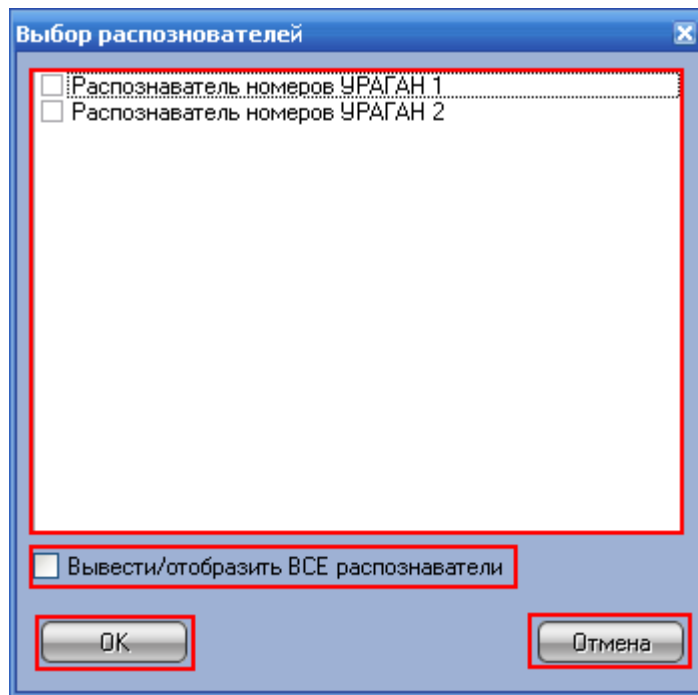 Выбор распознователей
Распознаватель номеров УРАГАН 1
Распознаватель номеров УРАГАН 2
Вывести/отобразить ВСЕ распознаватели
OK
Отмена